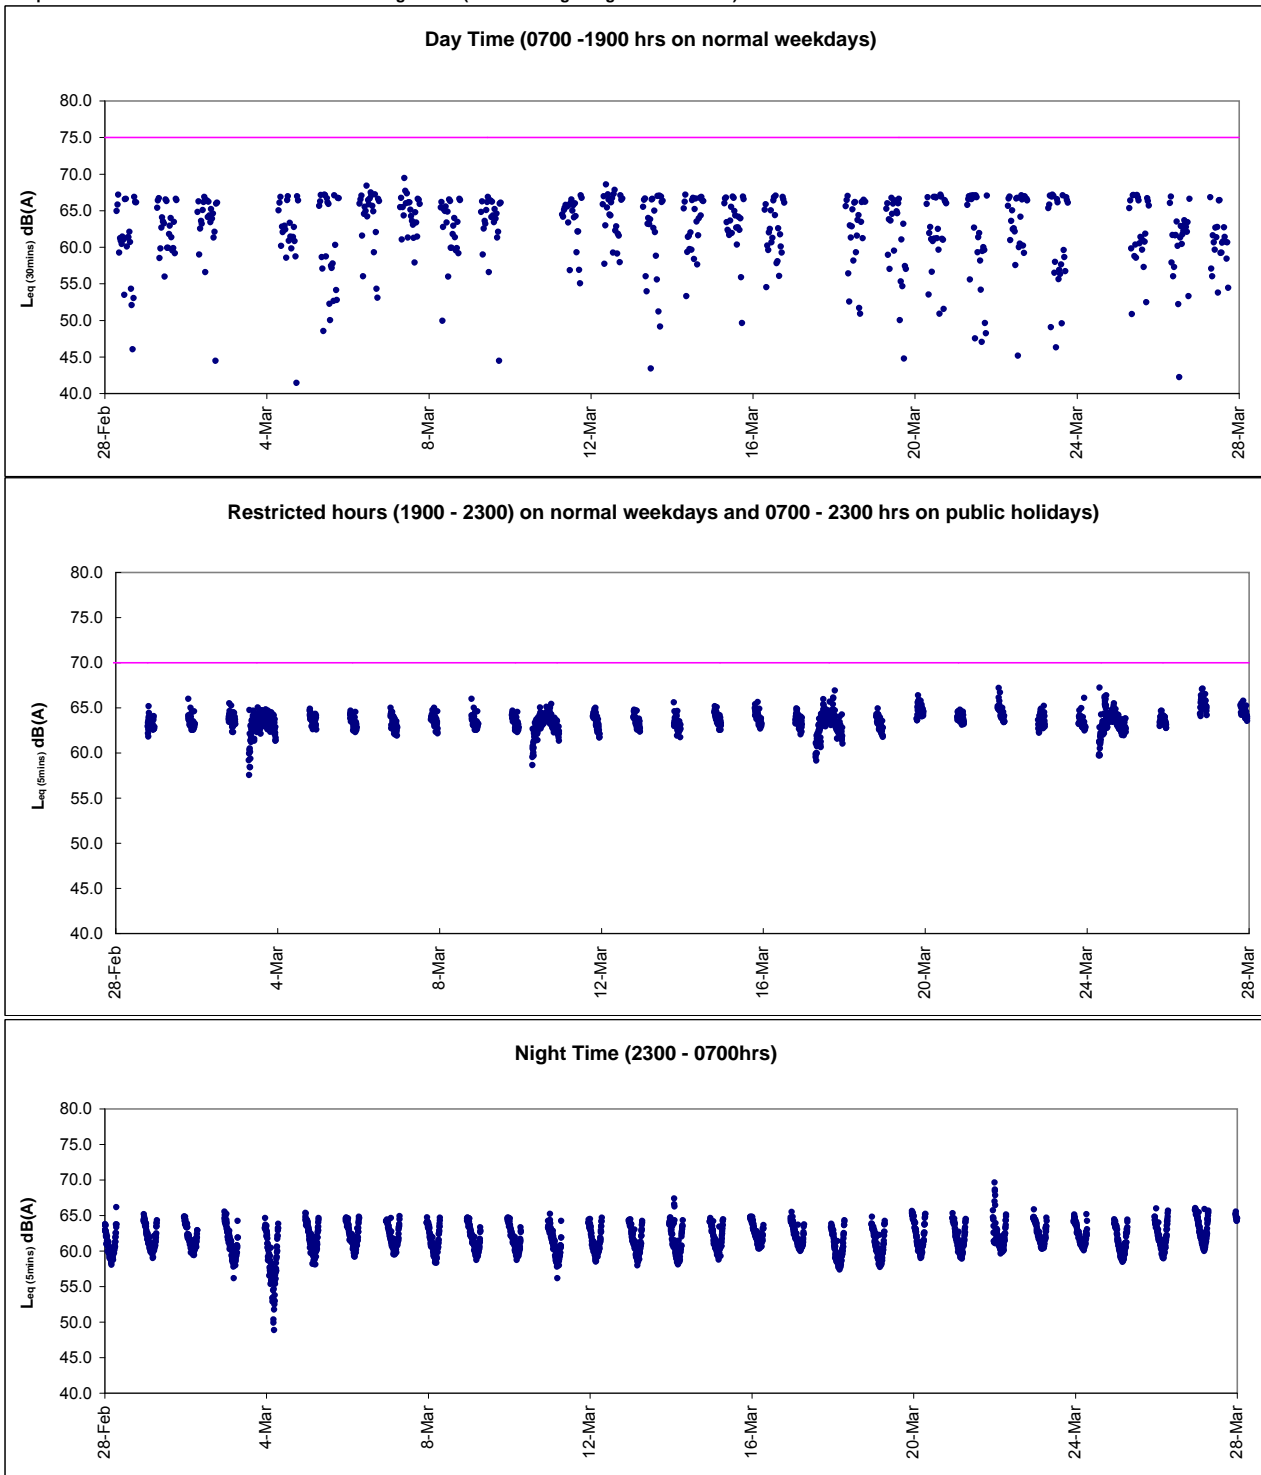 Day Time (0700 -1900 hrs on normal weekdays)
Leq (30mins) dB(A)
80.0
75.0
70.0
65.0
60.0
55.0
50.0
45.0
40.0
28-Feb
4-Mar
8-Mar
12-Mar
16-Mar
20-Mar
24-Mar
28-Mar
Restricted hours (1900 - 2300) on normal weekdays and 0700 - 2300 hrs on public holidays)
Leq (5mins) dB(A)
80.0
75.0
70.0
65.0
60.0
55.0
50.0
45.0
40.0
28-Feb
4-Mar
8-Mar
12-Mar
16-Mar
20-Mar
24-Mar
28-Mar
Night Time (2300 - 0700hrs)
Leq (5mins) dB(A)
80.0
75.0
70.0
65.0
60.0
55.0
50.0
45.0
40.0
28-Feb
4-Mar
8-Mar
12-Mar
16-Mar
20-Mar
24-Mar
28-Mar